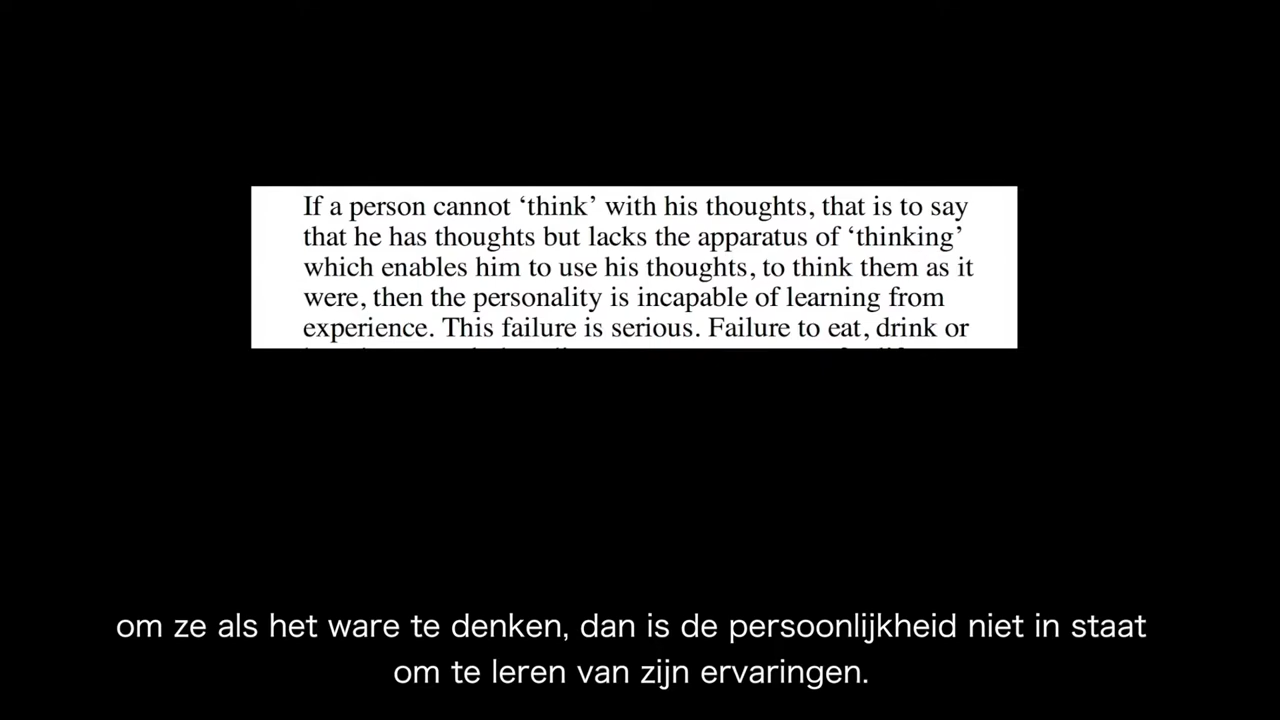 If a person cannot ‘think’ with his thoughts, that is to say
that he has thoughts but lacks the apparatus of ‘thinking’
which enables him to use his thoughts, to think them as it
were, then the personality is incapable of learning from
experience. This failure is serious. Failure to eat, drink or
om ze als het ware te denken, dan is de persoonlijkheid niet in staat
om te leren van zijn ervaringen.